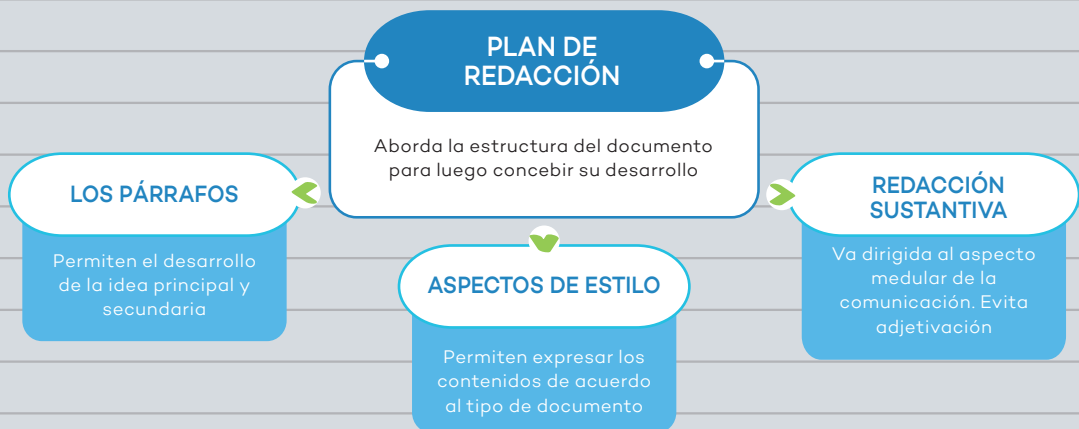 PLAN DE
REDACCIÓN
Aborda la estructura del documento
para luego concebir su desarrollo
LOS PÁRRAFOS
Permiten el desarrollo
de la idea principal y
secundaria
ASPECTOS DE ESTILO
Permiten expresar los
contenidos de acuerdo
al tipo de documento
REDACCIÓN
SUSTANTIVA
Va dirigida al aspecto
medular de la
comunicación. Evita
adjetivación